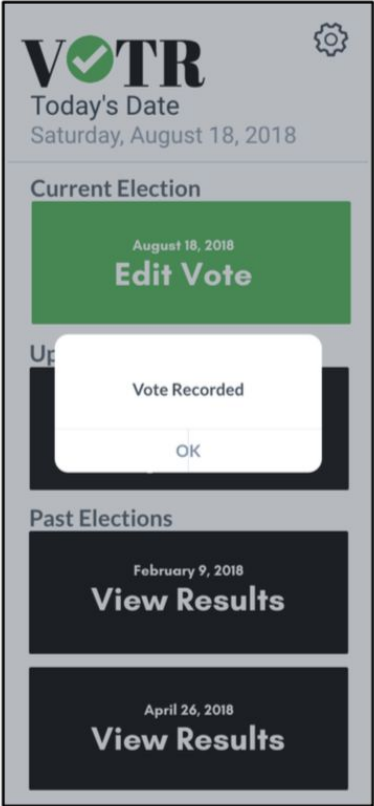 VOTR
Today's Date
Saturday, August 18, 2018
Current Election
August 18, 2018
Edit Vote
Vote Recorded
OK
Past Elections
February 9, 2018
View Results
April 26, 2018
View Results